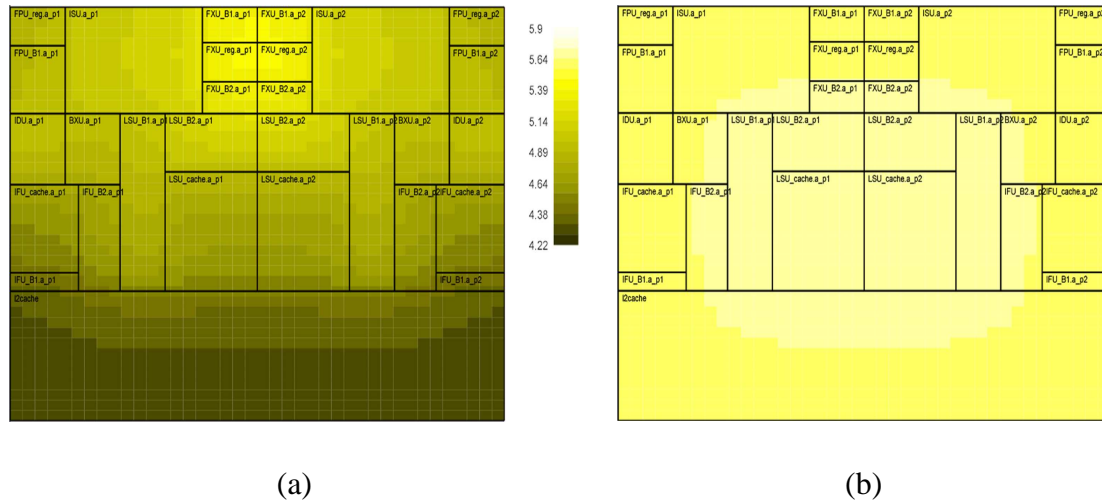 FPU_reg.a_p1 ISU.a_p1 FXU_B1.a_p1 FXU_B1.a_p2 ISU.a_p2 FPU_reg.a_p2
FXU_reg.a_p1 FXU_reg.a_p2
FPU_B1.a_p1 FPU_B1.a_p2
FXU_B2.a_p1 FXU_B2.a_p2
IDU.a_p1 BXU.a_p1 LSU_B1.a_p1 LSU_B2.a_p1 LSU_B2.a_p2 LSU_B1.a_p2 BXU.a_p2 IDU.a_p2
LSU_cache.a_p1 LSU_cache.a_p2
IFU_cache.a_p1 IFU_B2.a_p1 IFU_B2.a_p2 IFU_cache.a_p2
IFU_B1.a_p1 IFU_B1.a_p2
l2cache
5.9
5.64
5.39
5.14
4.89
4.64
4.38
4.22
FPU_reg.a_p1 ISU.a_p1 FXU_B1.a_p1 FXU_B1.a_p2 ISU.a_p2 FPU_reg.a_p2
FXU_reg.a_p1 FXU_reg.a_p2
FPU_B1.a_p1 FPU_B1.a_p2
FXU_B2.a_p1 FXU_B2.a_p2
IDU.a_p1 BXU.a_p1 LSU_B1.a_p1 LSU_B2.a_p1 LSU_B2.a_p2 LSU_B1.a_p2 BXU.a_p2 IDU.a_p2
LSU_cache.a_p1 LSU_cache.a_p2
IFU_cache.a_p1 IFU_B2.a_p1 IFU_B2.a_p2 IFU_cache.a_p2
IFU_B1.a_p1 IFU_B1.a_p2
l2cache
(a) (b)